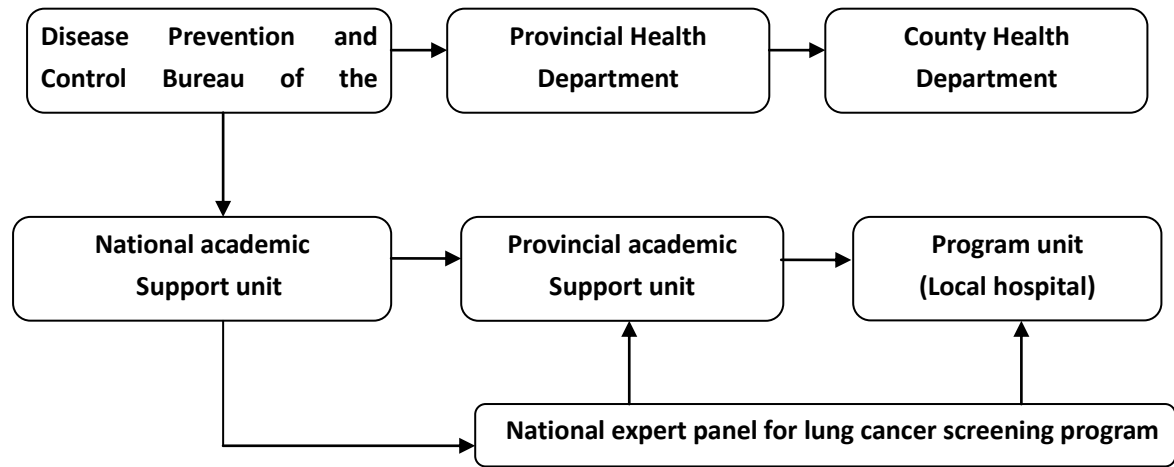 Disease Prevention and
Control Bureau of the
Provincial Health
Department
County Health
Department
National academic
Support unit
Provincial academic
Support unit
Program unit
(Local hospital)
National expert panel for lung cancer screening program